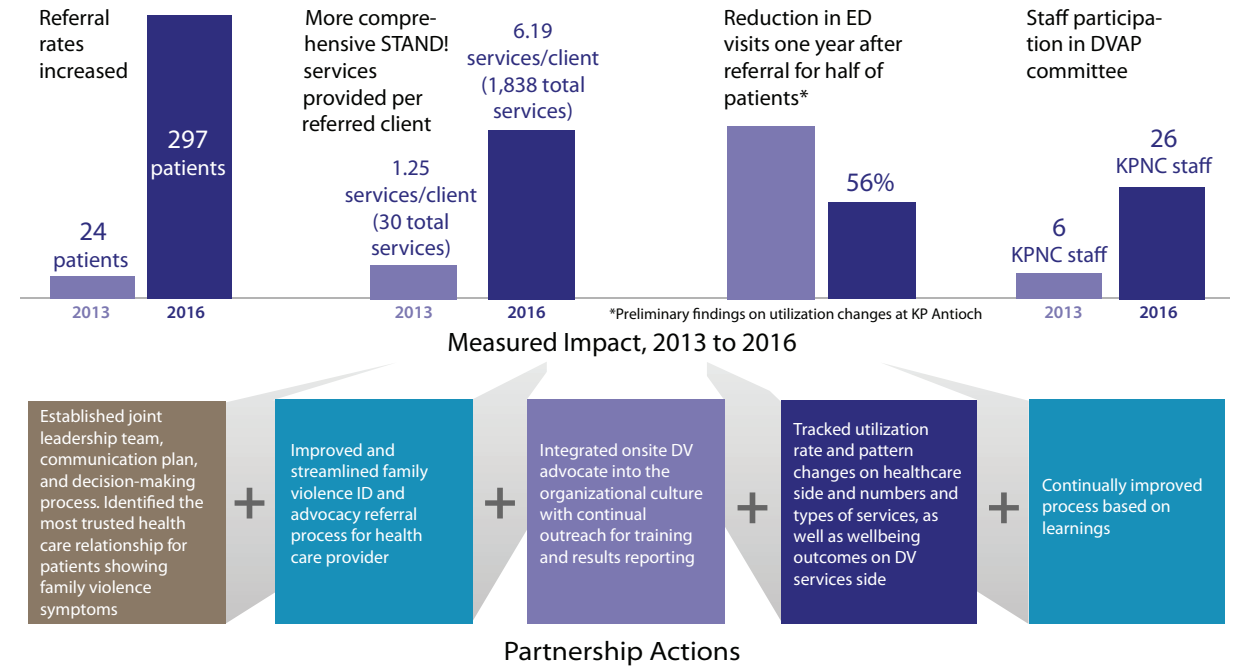 Referral
rates
increased
24
patients
297
patients
2013
2016
More compre-
hensive STAND!
services
provided per
referred client
1.25
services/client
(30 total
services)
6.19
services/client
(1,838 total
services)
2013
2016
Reduction in ED
visits one year after
referral for half of
patients*
56%
*Preliminary findings on utilization changes at KP Antioch
Staff participa-
tion in DVAP
committee
6
KPNC staff
26
KPNC staff
2013
2016
Measured Impact, 2013 to 2016
Established joint
leadership team,
communication plan,
and decision-making
process. Identified the
most trusted health
care relationship for
patients showing
family violence
symptoms
+
Improved and
streamlined family
violence ID and
advocacy referral
process for health
care provider
+
Integrated onsite DV
advocate into the
organizational culture
with continual
outreach for training
and results reporting
+
Tracked utilization
rate and pattern
changes on healthcare
side and numbers and
types of services, as
well as wellbeing
outcomes on DV
services side
+
Continually improved
process based on
learnings
Partnership Actions